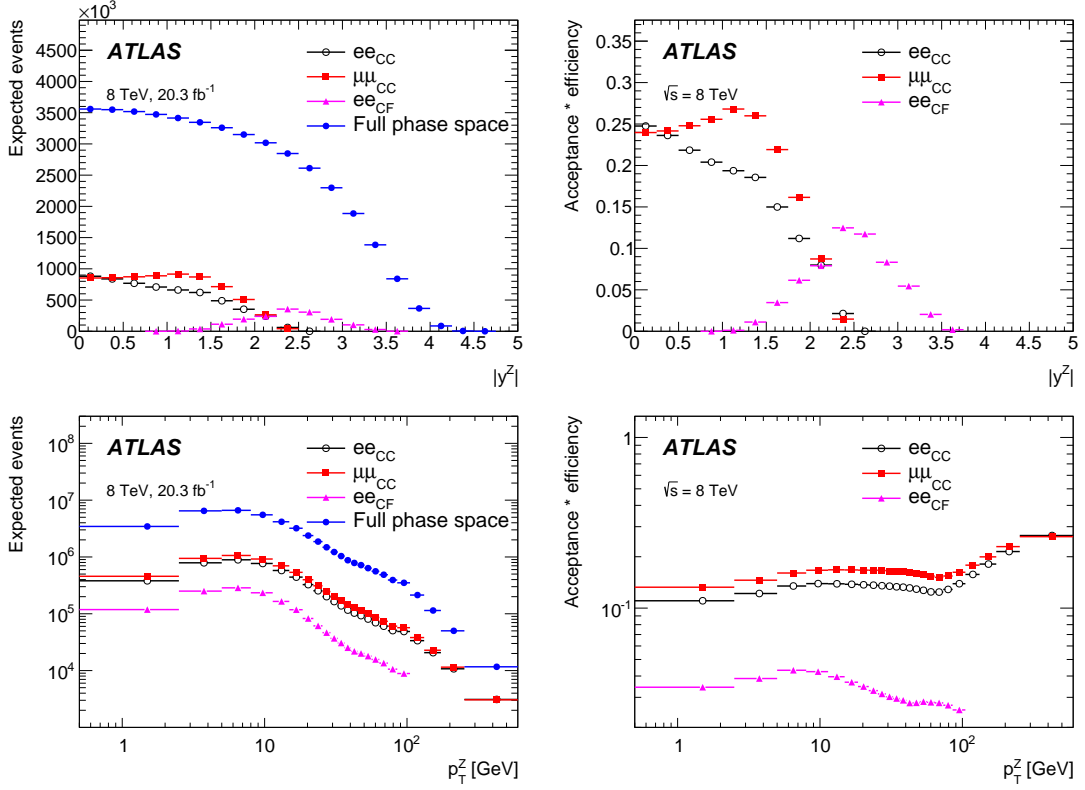 ×10³
Expected events
5000
4500
4000
3500
3000
2500
2000
1500
1000
500
0
ATLAS
8 TeV, 20.3 fb⁻¹
ee_CC
μμ_CC
ee_CF
Full phase space
0 0.5 1 1.5 2 2.5 3 3.5 4 4.5 5
|y^Z|
Acceptance * efficiency
0.35
0.3
0.25
0.2
0.15
0.1
0.05
0
ATLAS
√s = 8 TeV
ee_CC
μμ_CC
ee_CF
0 0.5 1 1.5 2 2.5 3 3.5 4 4.5 5
|y^Z|
Expected events
10⁸
10⁷
10⁶
10⁵
10⁴
ATLAS
8 TeV, 20.3 fb⁻¹
ee_CC
μμ_CC
ee_CF
Full phase space
1 10 10²
p_T^Z [GeV]
Acceptance * efficiency
1
10⁻¹
ATLAS
√s = 8 TeV
ee_CC
μμ_CC
ee_CF
1 10 10²
p_T^Z [GeV]